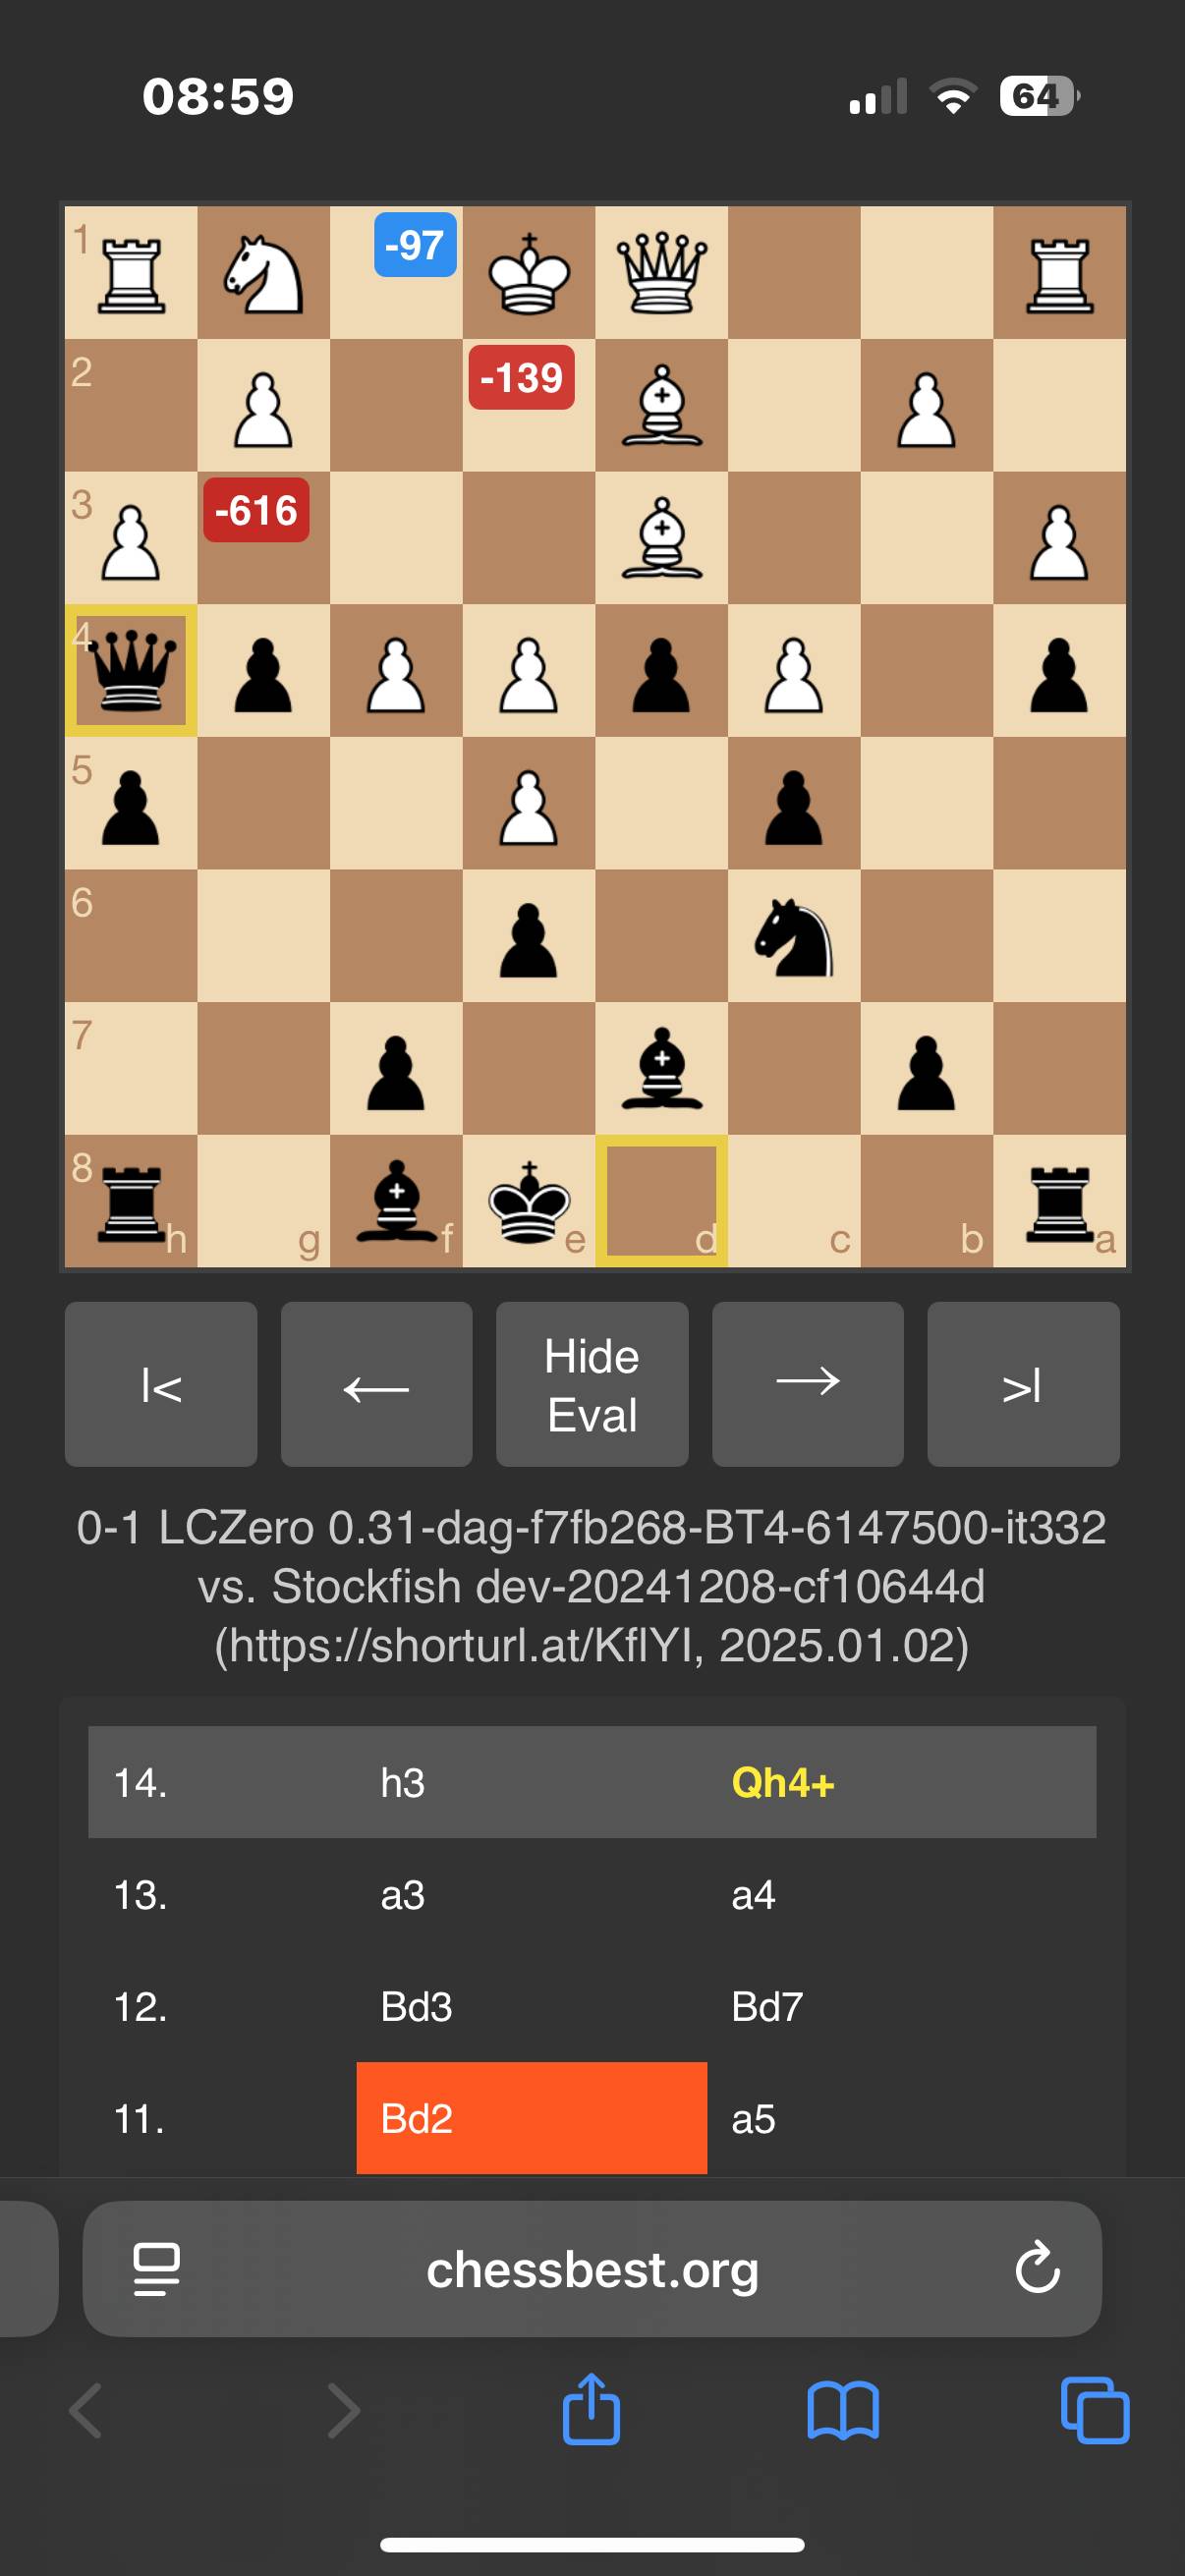 08:59
64
1
-97
2
-139
3
-616
4
5
6
7
8
h g f e d c b a
|<
←
Hide
Eval
→
>|
0-1 LCZero 0.31-dag-f7fb268-BT4-6147500-it332
vs. Stockfish dev-20241208-cf10644d
(https://shorturl.at/KflYI, 2025.01.02)
14. h3 Qh4+
13. a3 a4
12. Bd3 Bd7
11. Bd2 a5
chessbest.org